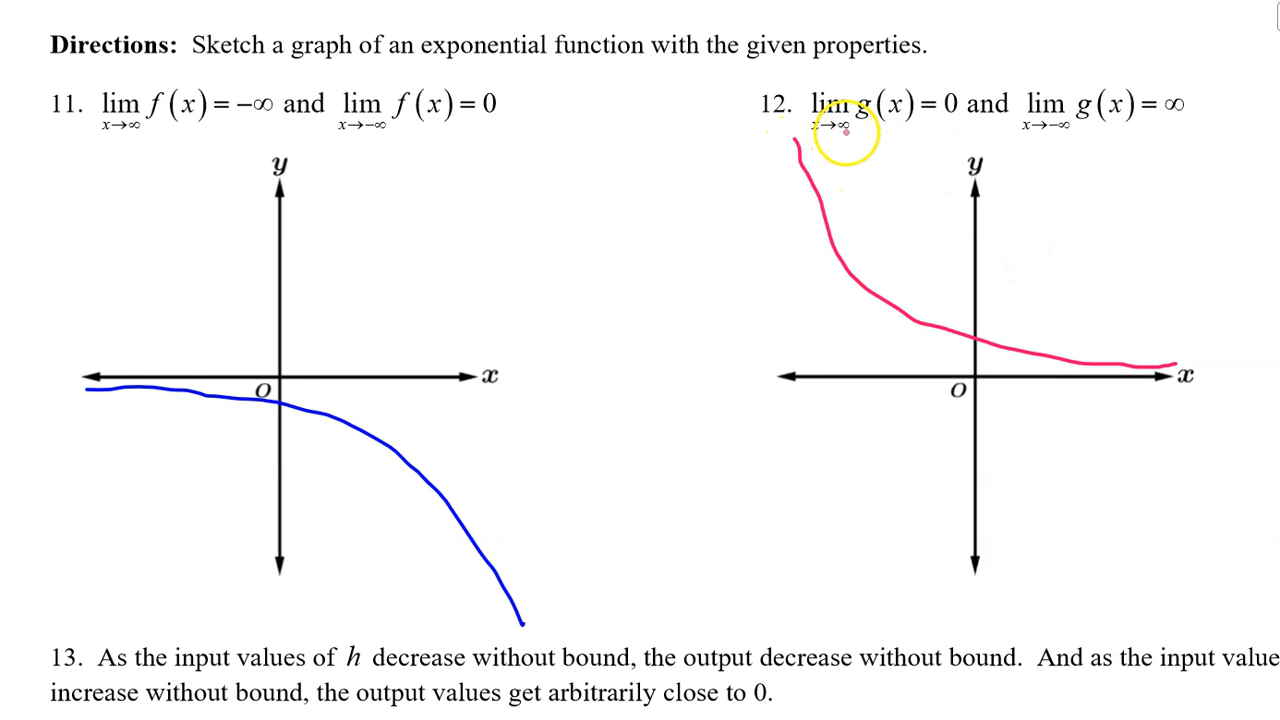 Directions: Sketch a graph of an exponential function with the given properties.
11. lim x→∞ f(x) = −∞ and lim x→−∞ f(x) = 0
12. lim x→∞ g(x) = 0 and lim x→−∞ g(x) = ∞
y
y
x
x
O
O
13. As the input values of h decrease without bound, the output decrease without bound. And as the input value
increase without bound, the output values get arbitrarily close to 0.